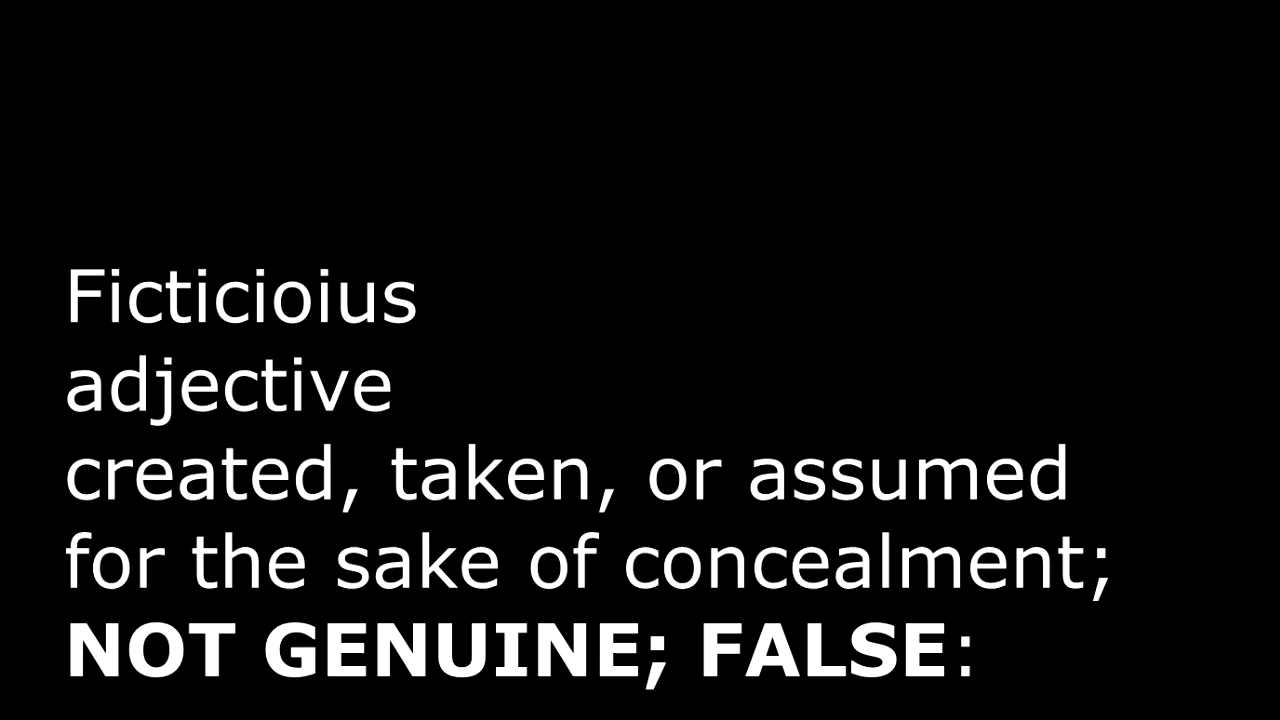 Ficticioius
adjective
created, taken, or assumed
for the sake of concealment;
NOT GENUINE; FALSE: